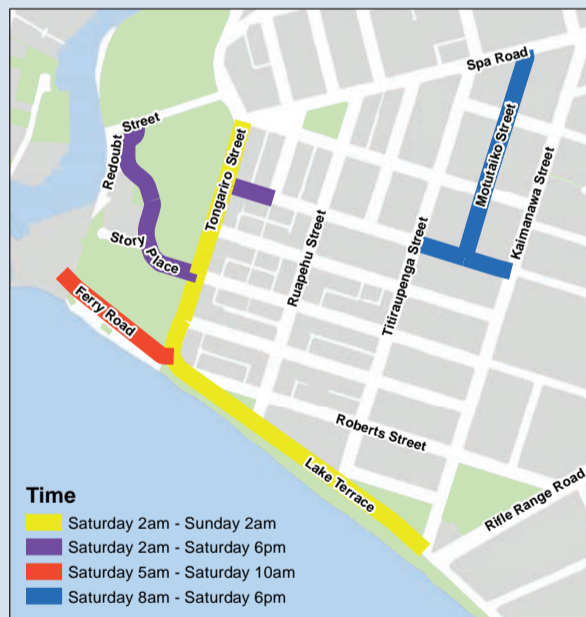 Spa Road
Redoubt Street
Tongariro Street
Motutaiko Street
Kaimanawa Street
Story Place
Ruapehu Street
Titiraupenga Street
Ferry Road
Roberts Street
Lake Terrace
Rifle Range Road
Time
Saturday 2am - Sunday 2am
Saturday 2am - Saturday 6pm
Saturday 5am - Saturday 10am
Saturday 8am - Saturday 6pm